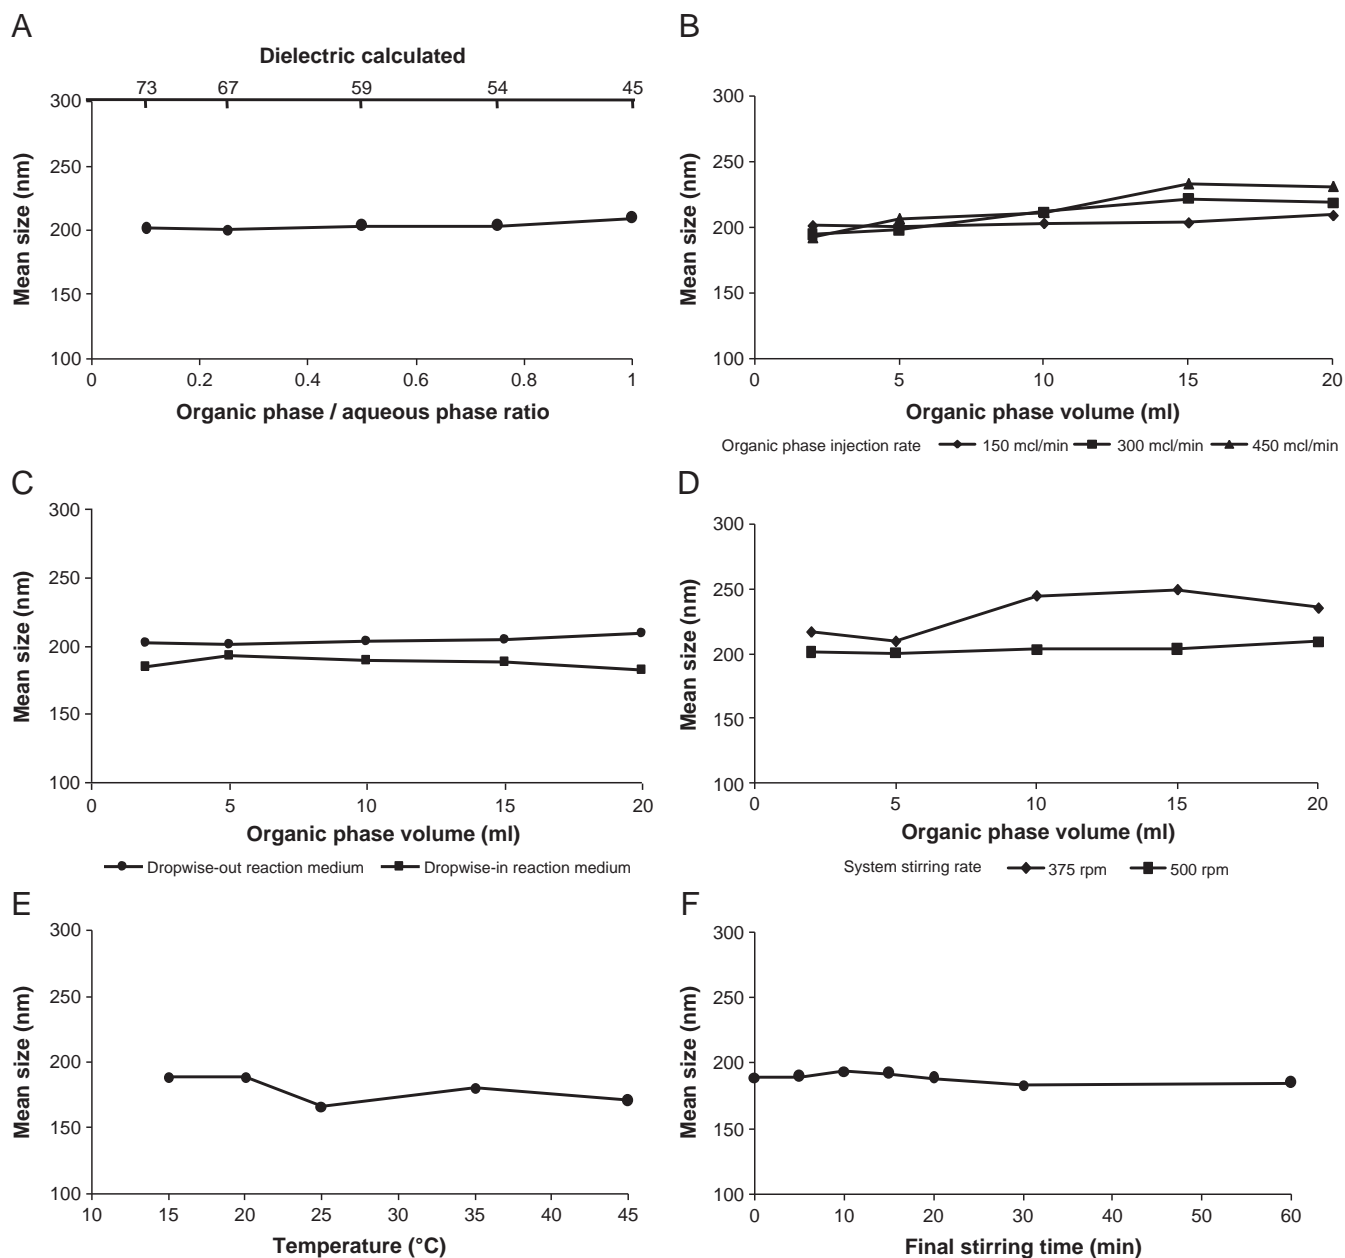 A
Dielectric calculated
73 67 59 54 45
300
250
200
150
100
Mean size (nm)
0 0.2 0.4 0.6 0.8 1
Organic phase / aqueous phase ratio
B
300
250
200
150
100
Mean size (nm)
0 5 10 15 20
Organic phase volume (ml)
Organic phase injection rate 150 mcl/min 300 mcl/min 450 mcl/min
C
300
250
200
150
100
Mean size (nm)
0 5 10 15 20
Organic phase volume (ml)
Dropwise-out reaction medium Dropwise-in reaction medium
D
300
250
200
150
100
Mean size (nm)
0 5 10 15 20
Organic phase volume (ml)
System stirring rate 375 rpm 500 rpm
E
300
250
200
150
100
Mean size (nm)
10 15 20 25 30 35 40 45
Temperature (°C)
F
300
250
200
150
100
Mean size (nm)
0 10 20 30 40 50 60
Final stirring time (min)